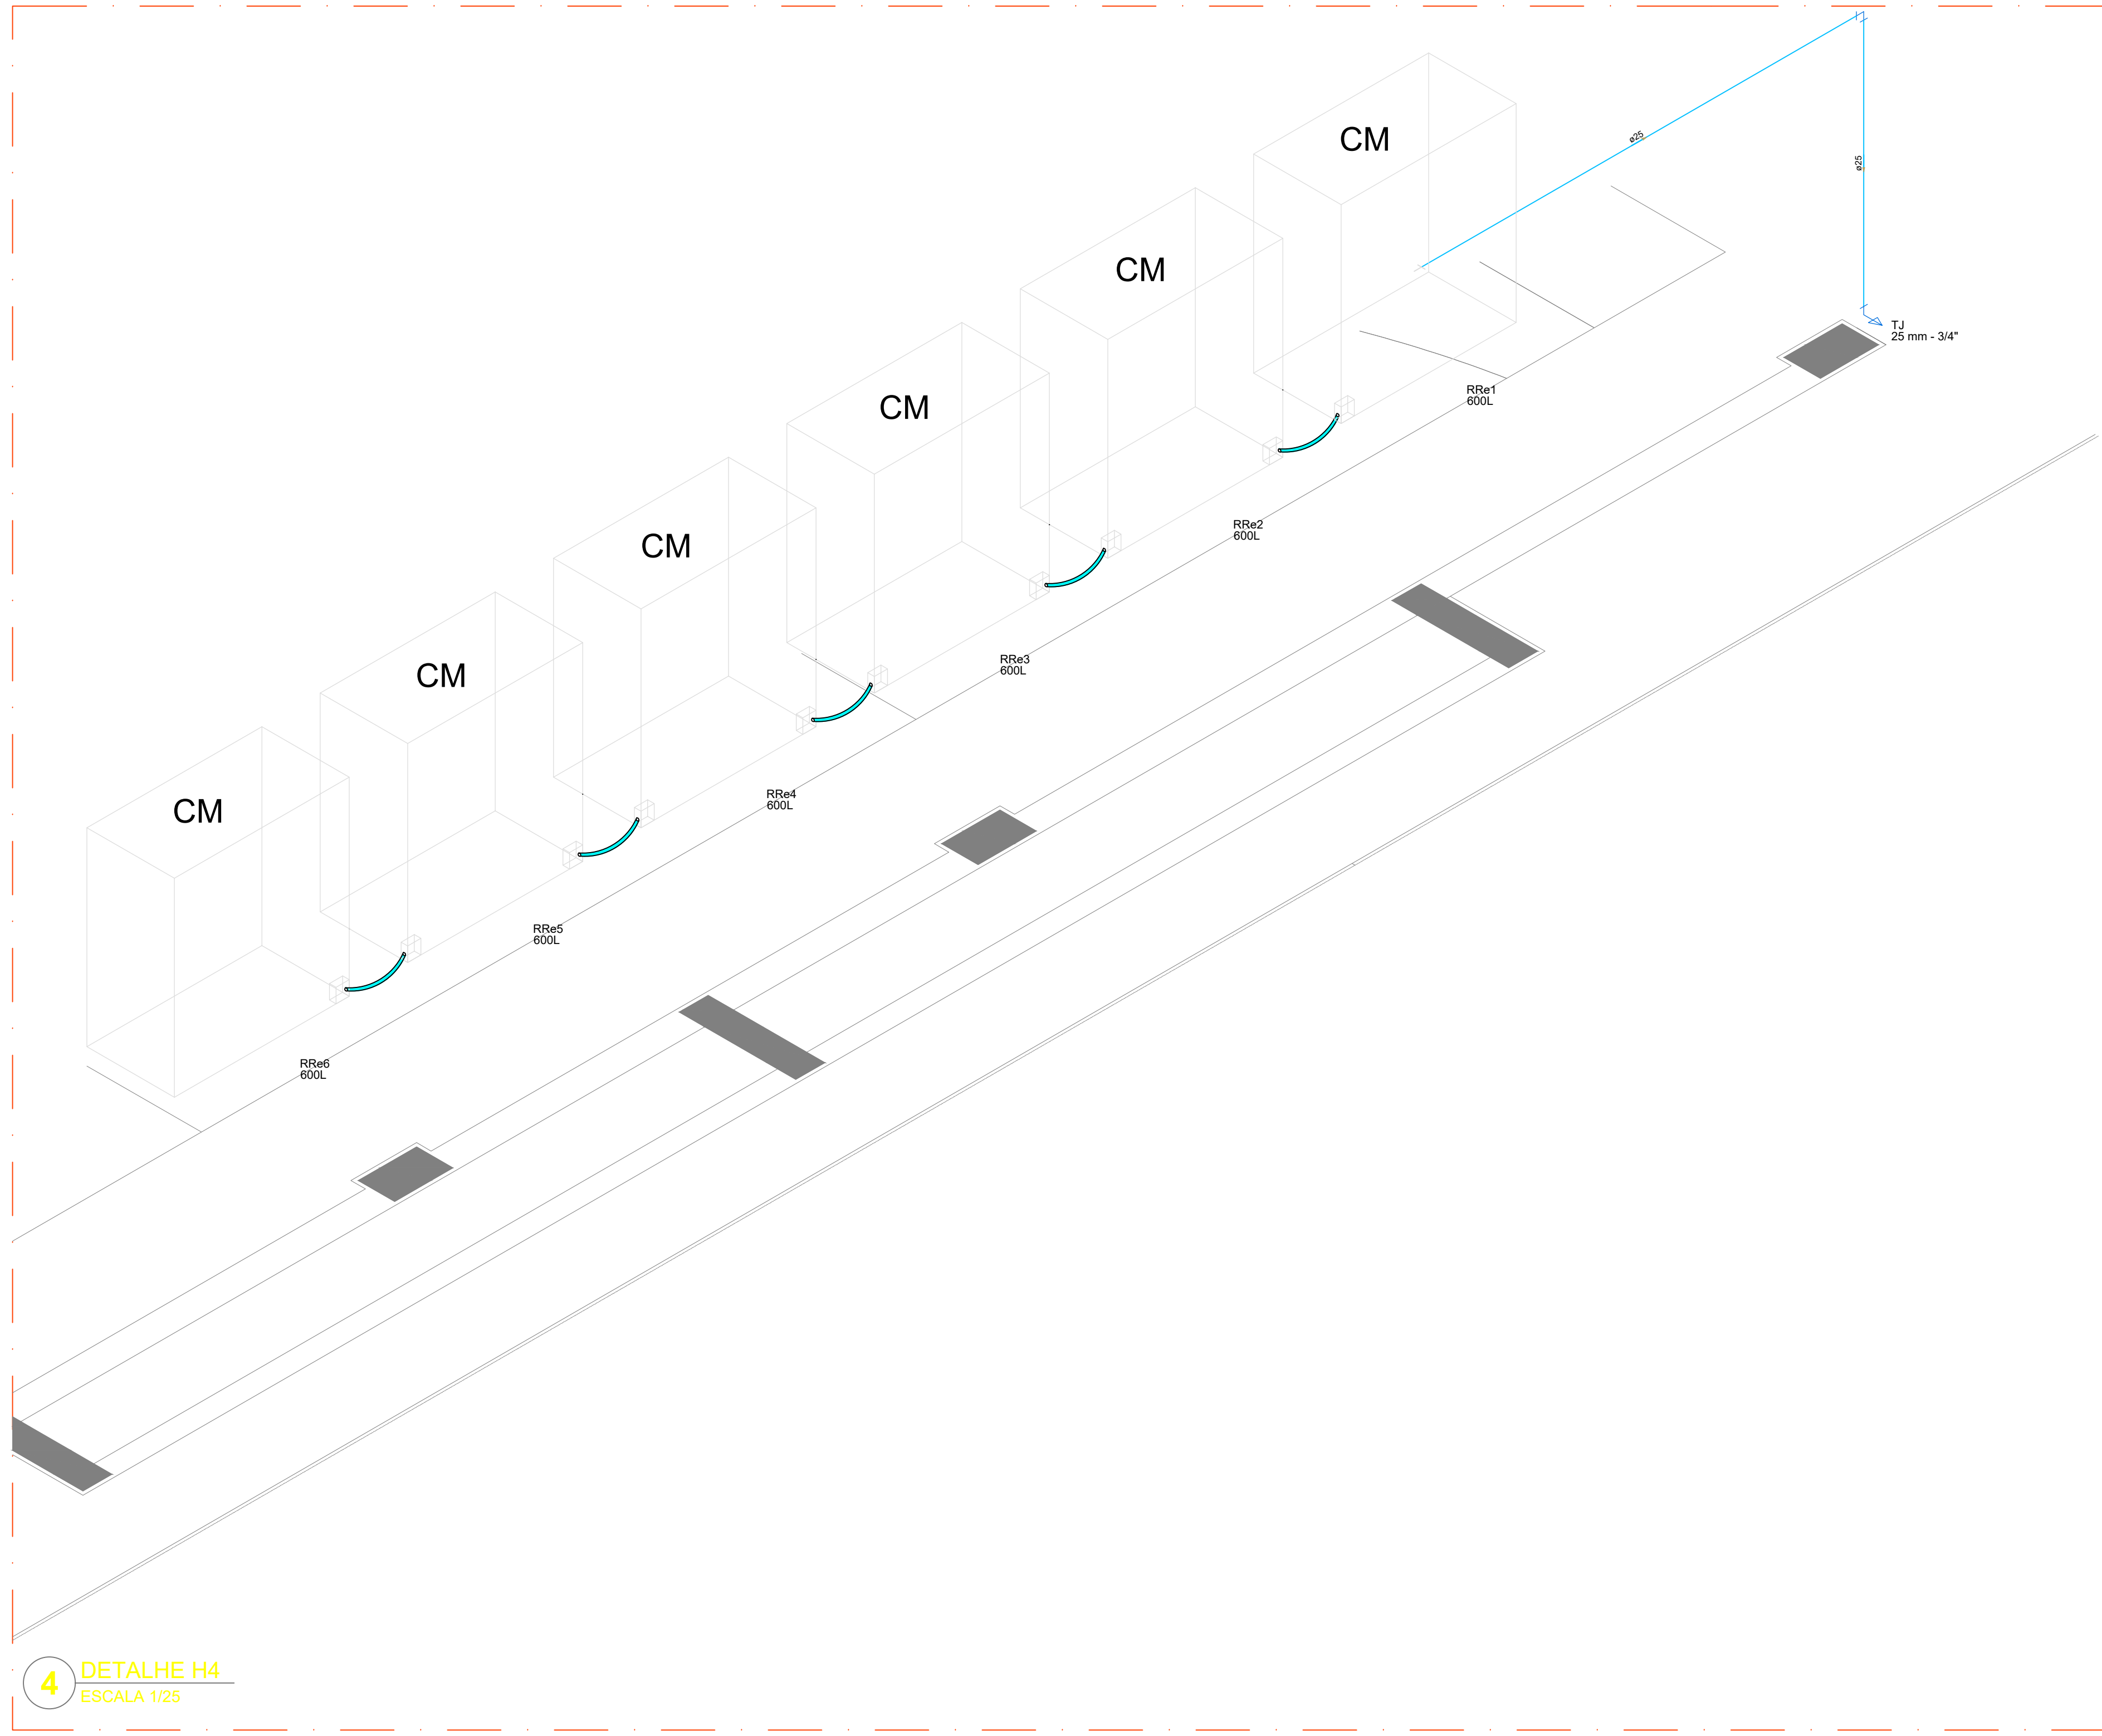 CM
ø25
ø25
CM
TJ
25 mm - 3/4"
RRe1
600L
CM
RRe2
600L
CM
RRe3
600L
CM
RRe4
600L
CM
RRe5
600L
RRe6
600L
4
DETALHE H4
ESCALA 1/25